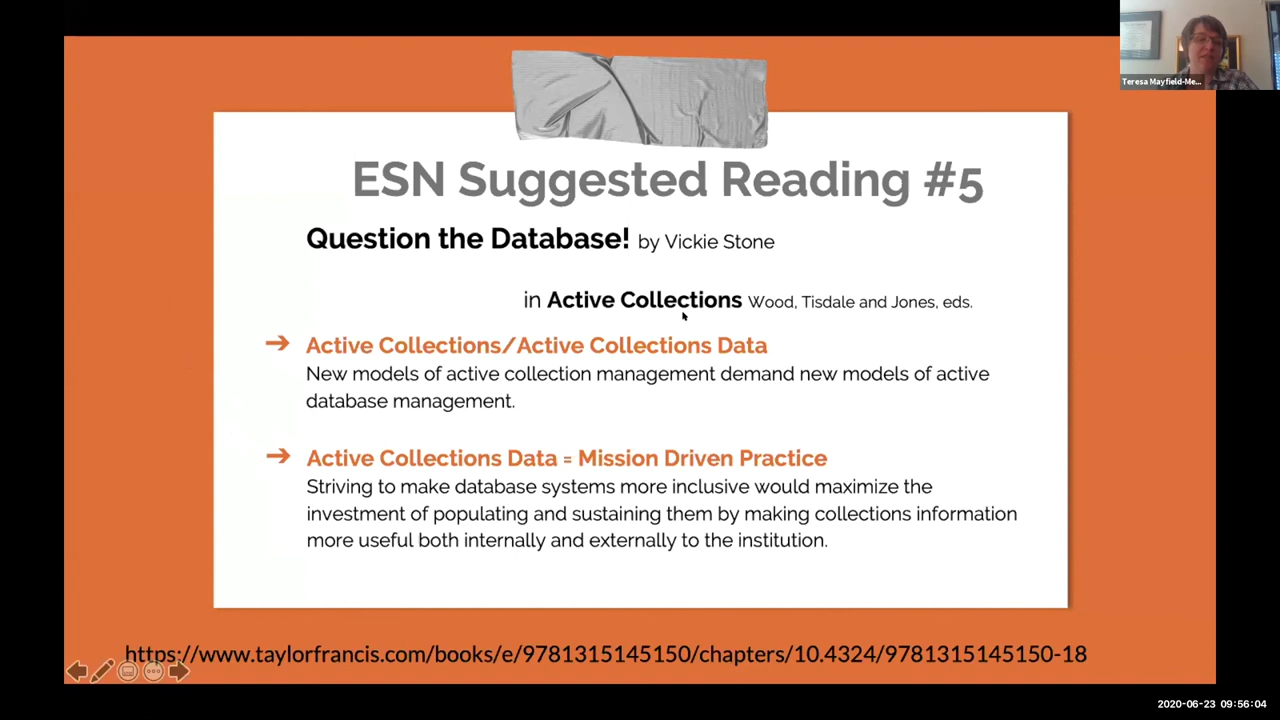 Teresa Mayfield-Me...
ESN Suggested Reading #5
Question the Database! by Vickie Stone
in Active Collections Wood, Tisdale and Jones, eds.
→ Active Collections/Active Collections Data
New models of active collection management demand new models of active
database management.
→ Active Collections Data = Mission Driven Practice
Striving to make database systems more inclusive would maximize the
investment of populating and sustaining them by making collections information
more useful both internally and externally to the institution.
https://www.taylorfrancis.com/books/e/9781315145150/chapters/10.4324/9781315145150-18
2020-06-23 09:56:04